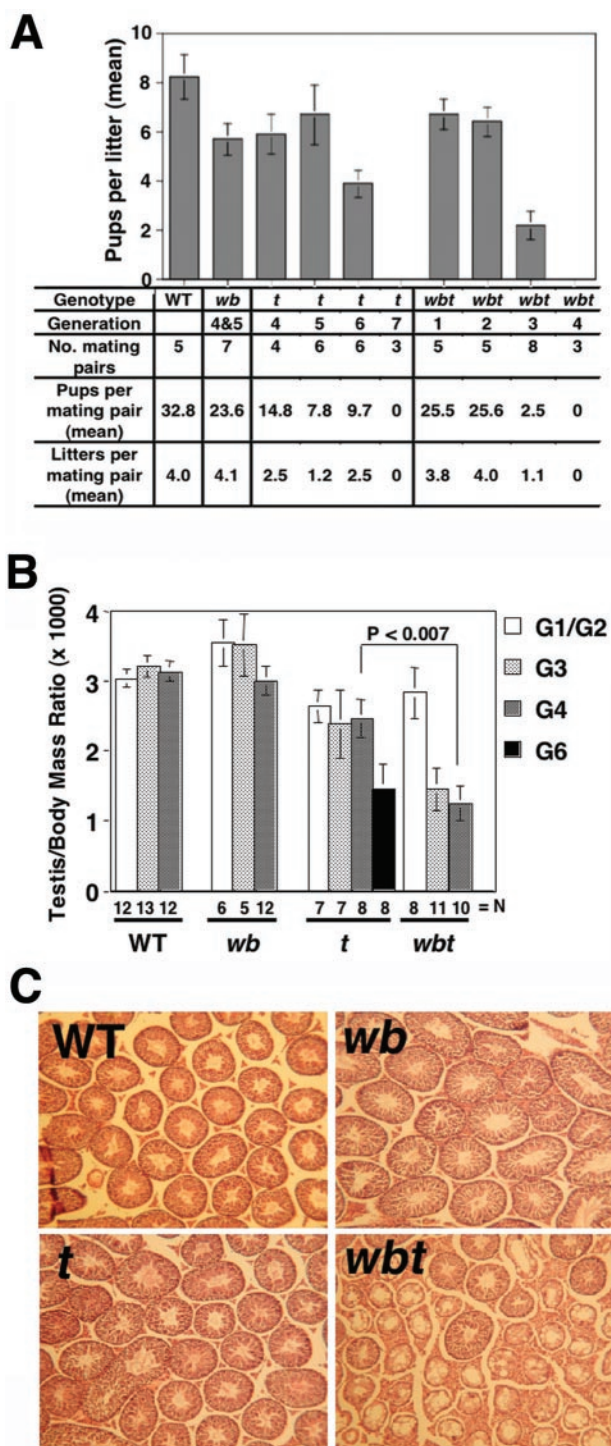 A
10
8
6
4
2
0
Pups per litter (mean)
Genotype WT wb t t t t wbt wbt wbt wbt
Generation 4&5 4 5 6 7 1 2 3 4
No. mating pairs 5 7 4 6 6 3 5 5 8 3
Pups per mating pair (mean) 32.8 23.6 14.8 7.8 9.7 0 25.5 25.6 2.5 0
Litters per mating pair (mean) 4.0 4.1 2.5 1.2 2.5 0 3.8 4.0 1.1 0
B
Testis/Body Mass Ratio (x 1000)
4
3
2
1
0
P < 0.007
G1/G2
G3
G4
G6
12 13 12 6 5 12 7 7 8 8 8 11 10 = N
WT wb t wbt
C
WT
wb
t
wbt